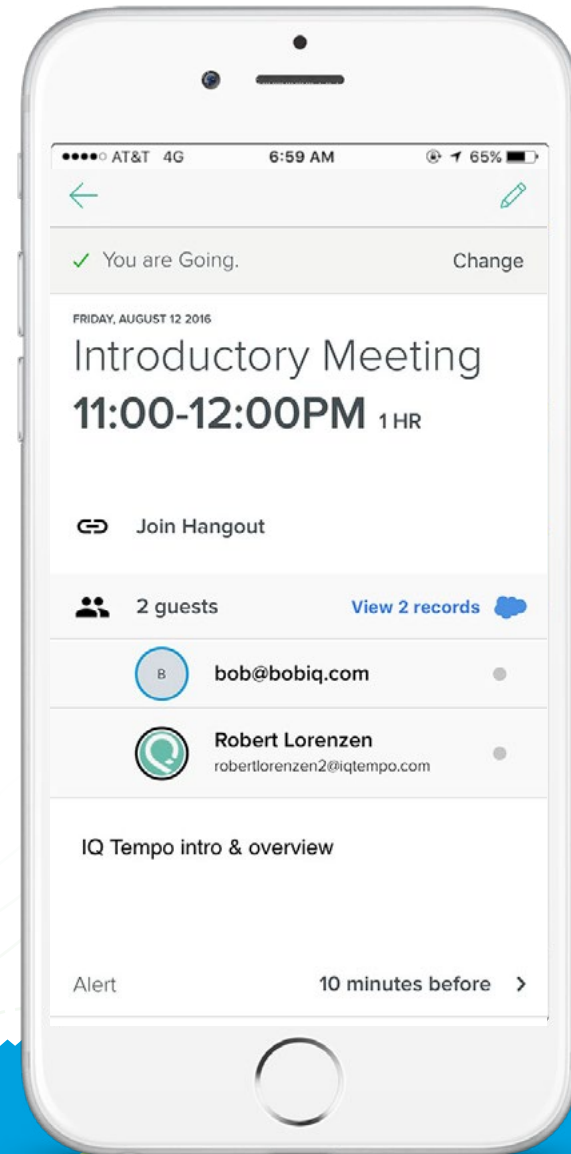 AT&T 4G 6:59 AM 65%
You are Going. Change
FRIDAY, AUGUST 12 2016
Introductory Meeting
11:00-12:00PM 1 HR
Join Hangout
2 guests View 2 records
B bob@bobiq.com
Robert Lorenzen
robertlorenzen2@iqtempo.com
IQ Tempo intro & overview
Alert 10 minutes before